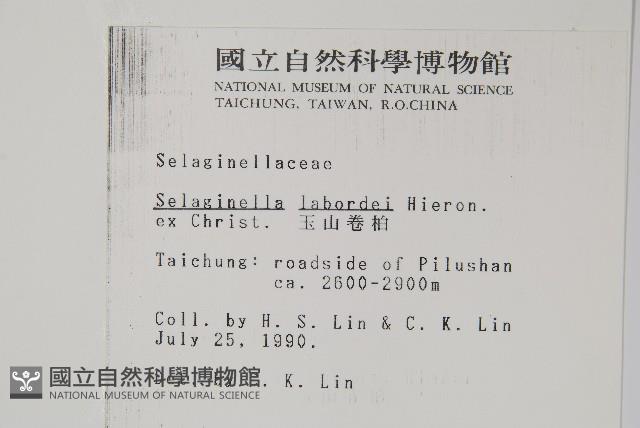 國立自然科學博物館
NATIONAL MUSEUM OF NATURAL SCIENCE
TAICHUNG, TAIWAN, R.O.CHINA
Selaginellaceae
Selaginella labordei Hieron.
ex Christ. 玉山卷柏
Taichung: roadside of Pilushan
ca. 2600-2900m
Coll. by H. S. Lin & C. K. Lin
July 25, 1990.
K. Lin
國立自然科學博物館
NATIONAL MUSEUM OF NATURAL SCIENCE